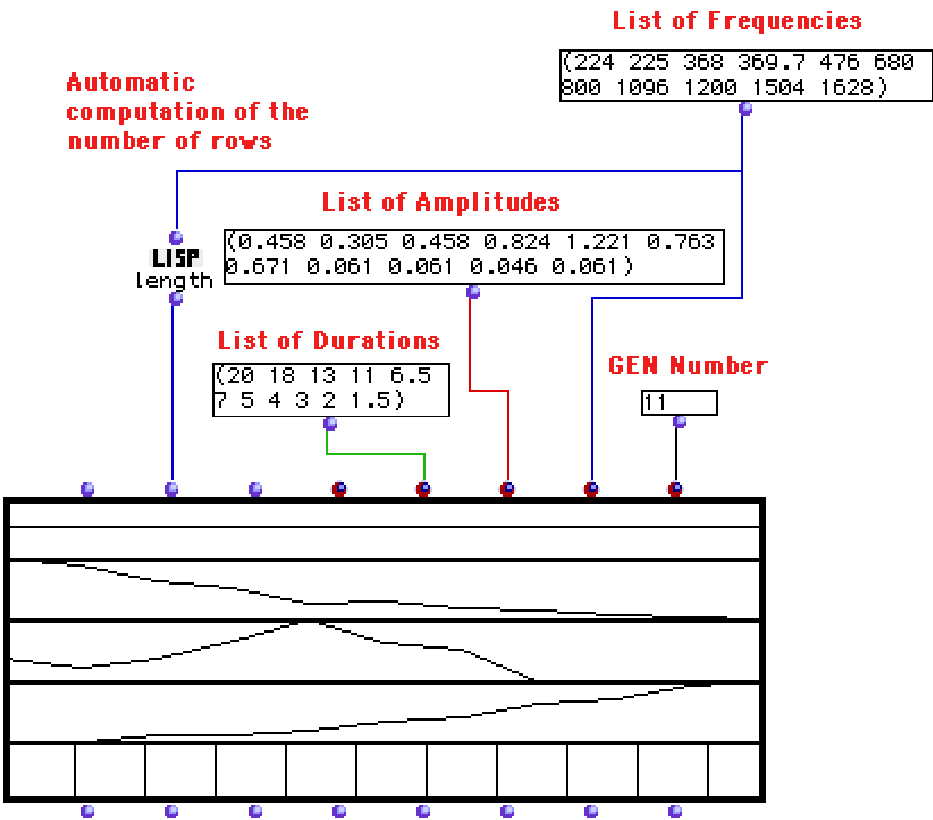 List of Frequencies
(224 225 368 369.7 476 680
800 1096 1200 1504 1628)
Automatic
computation of the
number of rows
List of Amplitudes
(0.458 0.305 0.458 0.824 1.221 0.763
0.671 0.061 0.061 0.046 0.061)
LISP
length
List of Durations
(20 18 13 11 6.5
7 5 4 3 2 1.5)
GEN Number
11